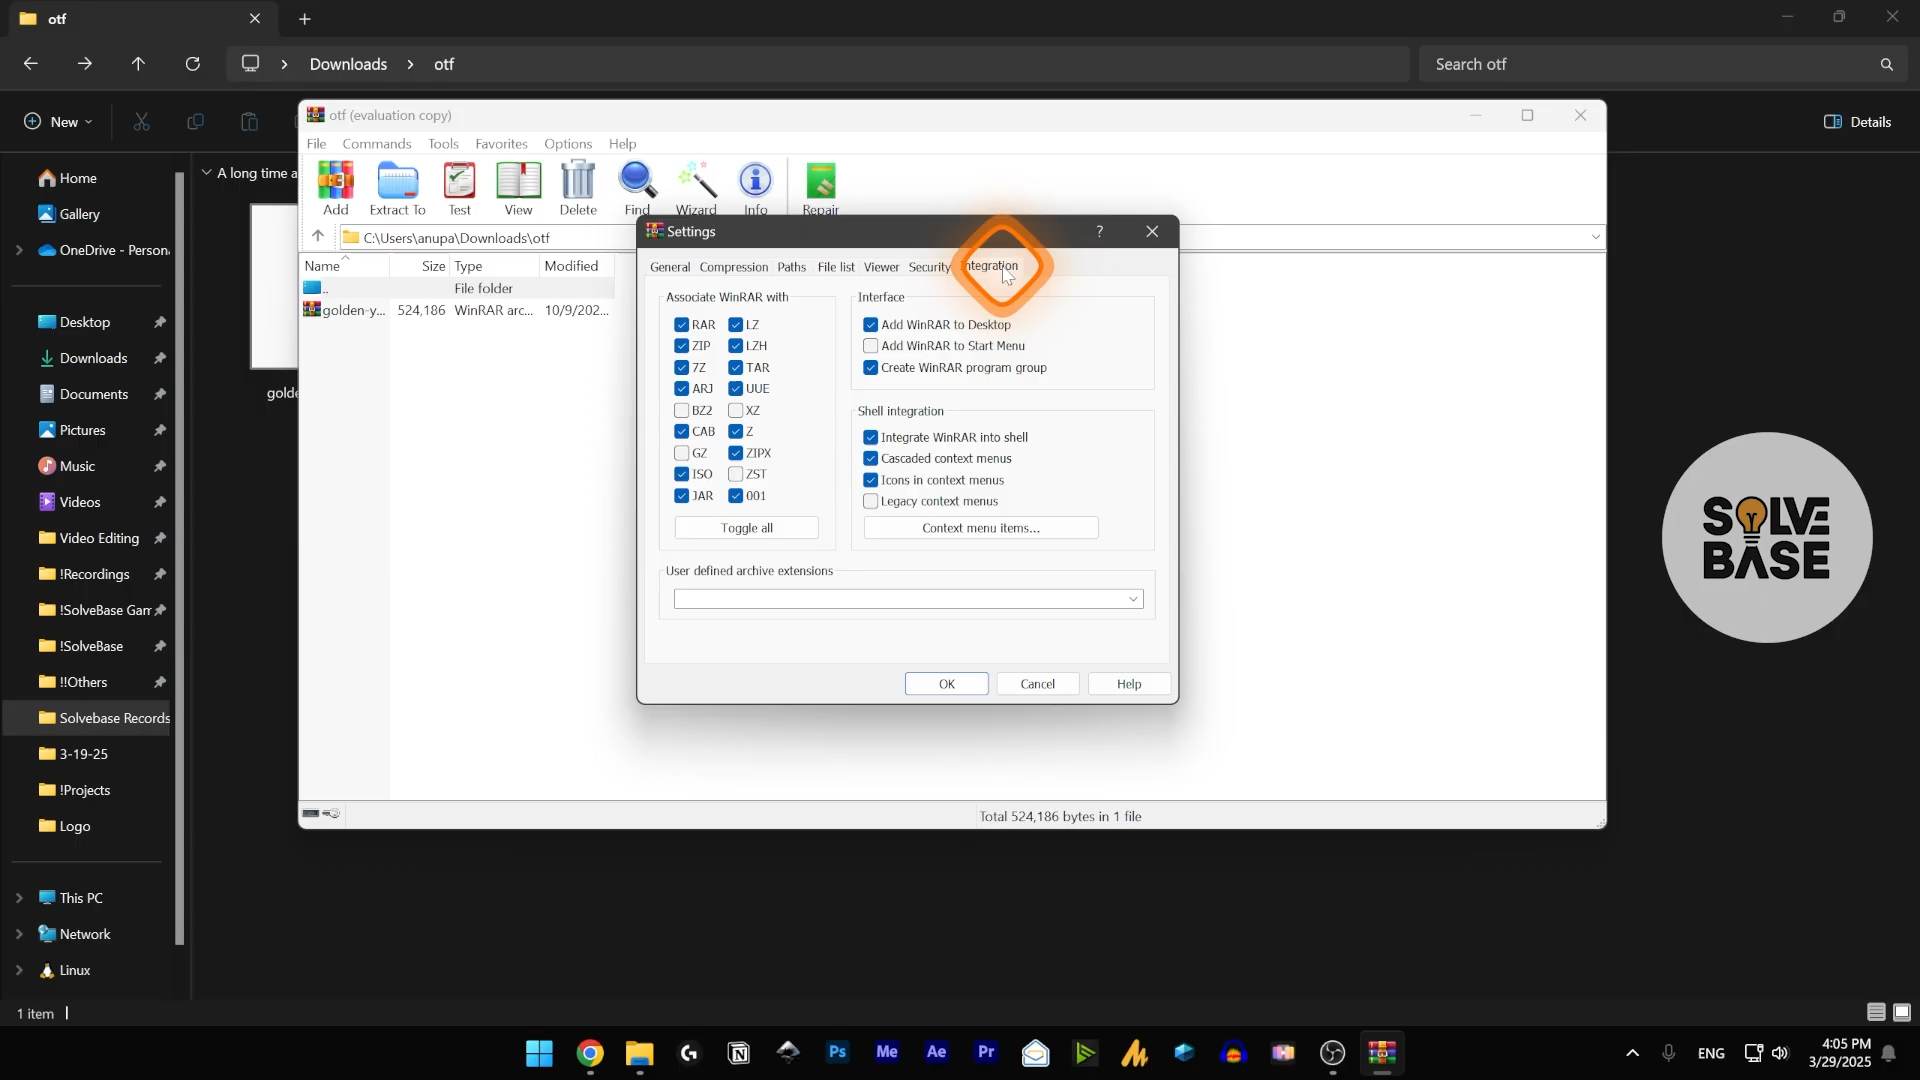 otf
Downloads
otf
Search otf
New
Details
Home
Gallery
OneDrive - Person
Desktop
Downloads
Documents
Pictures
Music
Videos
Video Editing
!Recordings
!SolveBase Gam
!SolveBase
!!Others
Solvebase Records
3-19-25
!Projects
Logo
This PC
Network
Linux
1 item
A long time a
golde
otf (evaluation copy)
File Commands Tools Favorites Options Help
Add Extract To Test View Delete Find Wizard Info Repair
C:\Users\anupa\Downloads\otf
Name Size Type Modified
.. File folder
golden-y... 524,186 WinRAR arc... 10/9/202...
Total 524,186 bytes in 1 file
Settings
?
General Compression Paths File list Viewer Security Integration
Associate WinRAR with
RAR LZ
ZIP LZH
7Z TAR
ARJ UUE
BZ2 XZ
CAB Z
GZ ZIPX
ISO ZST
JAR 001
Toggle all
Interface
Add WinRAR to Desktop
Add WinRAR to Start Menu
Create WinRAR program group
Shell integration
Integrate WinRAR into shell
Cascaded context menus
Icons in context menus
Legacy context menus
Context menu items...
User defined archive extensions
OK Cancel Help
SOLVE
BASE
Ps Me Ae Pr
ENG
4:05 PM
3/29/2025